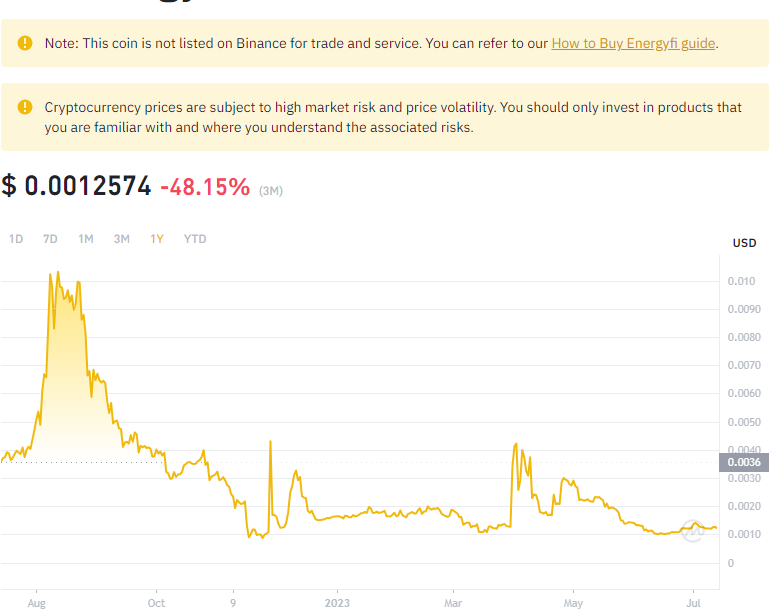 Note: This coin is not listed on Binance for trade and service. You can refer to our How to Buy Energyfi guide.
Cryptocurrency prices are subject to high market risk and price volatility. You should only invest in products that
you are familiar with and where you understand the associated risks.
$ 0.0012574 -48.15% (3M)
1D 7D 1M 3M 1Y YTD
USD
0.010
0.0090
0.0080
0.0070
0.0060
0.0050
0.0040
0.0036
0.0030
0.0020
0.0010
0
Aug Oct 9 2023 Mar May Jul